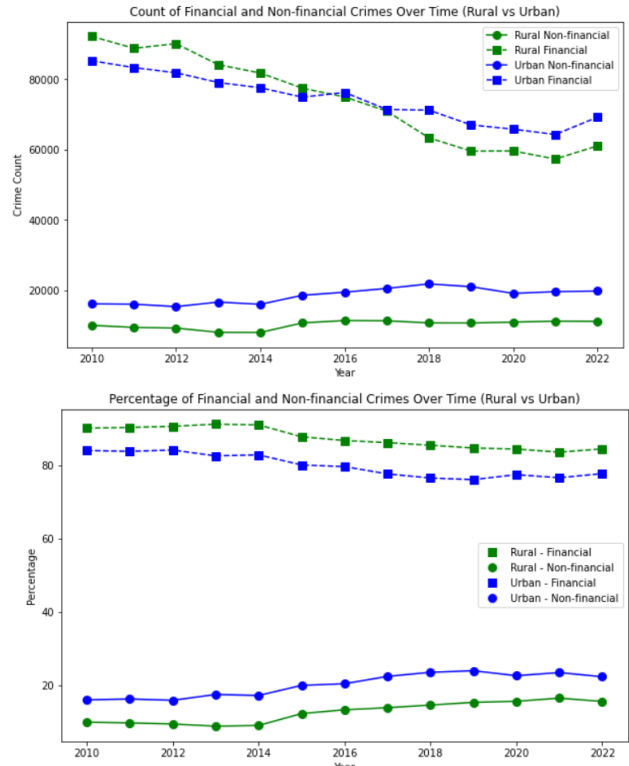 Count of Financial and Non-financial Crimes Over Time (Rural vs Urban)
Rural Non-financial
Rural Financial
Urban Non-financial
Urban Financial
80000
60000
40000
20000
Crime Count
2010 2012 2014 2016 2018 2020 2022
Year
Percentage of Financial and Non-financial Crimes Over Time (Rural vs Urban)
80
60
40
20
Percentage
Rural - Financial
Rural - Non-financial
Urban - Financial
Urban - Non-financial
2010 2012 2014 2016 2018 2020 2022
Year